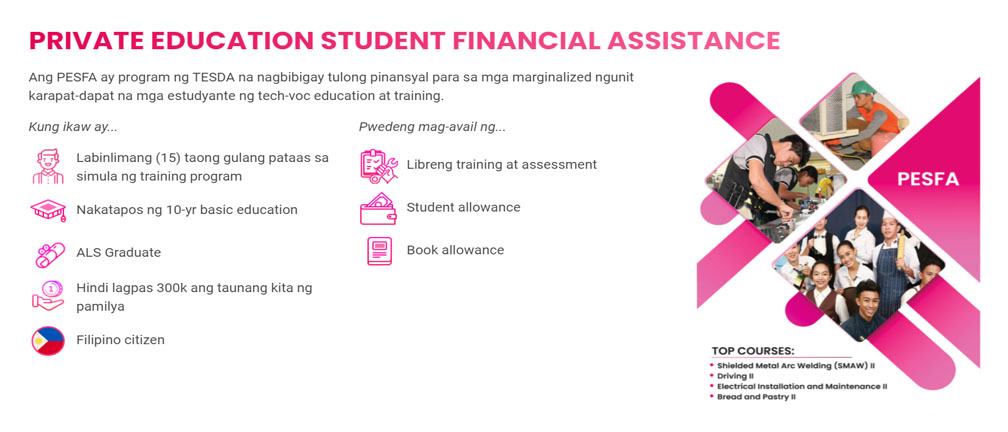 PRIVATE EDUCATION STUDENT FINANCIAL ASSISTANCE
Ang PESFA ay program ng TESDA na nagbibigay tulong pinansyal para sa mga marginalized ngunit
karapat-dapat na mga estudyante ng tech-voc education at training.
Kung ikaw ay...
Labinlimang (15) taong gulang pataas sa
simula ng training program
Nakatapos ng 10-yr basic education
ALS Graduate
Hindi lagpas 300k ang taunang kita ng
pamilya
Filipino citizen
Pwedeng mag-avail ng...
Libreng training at assessment
Student allowance
Book allowance
PESFA
TOP COURSES:
Shielded Metal Arc Welding (SMAW) II
Driving II
Electrical Installation and Maintenance II
Bread and Pastry II